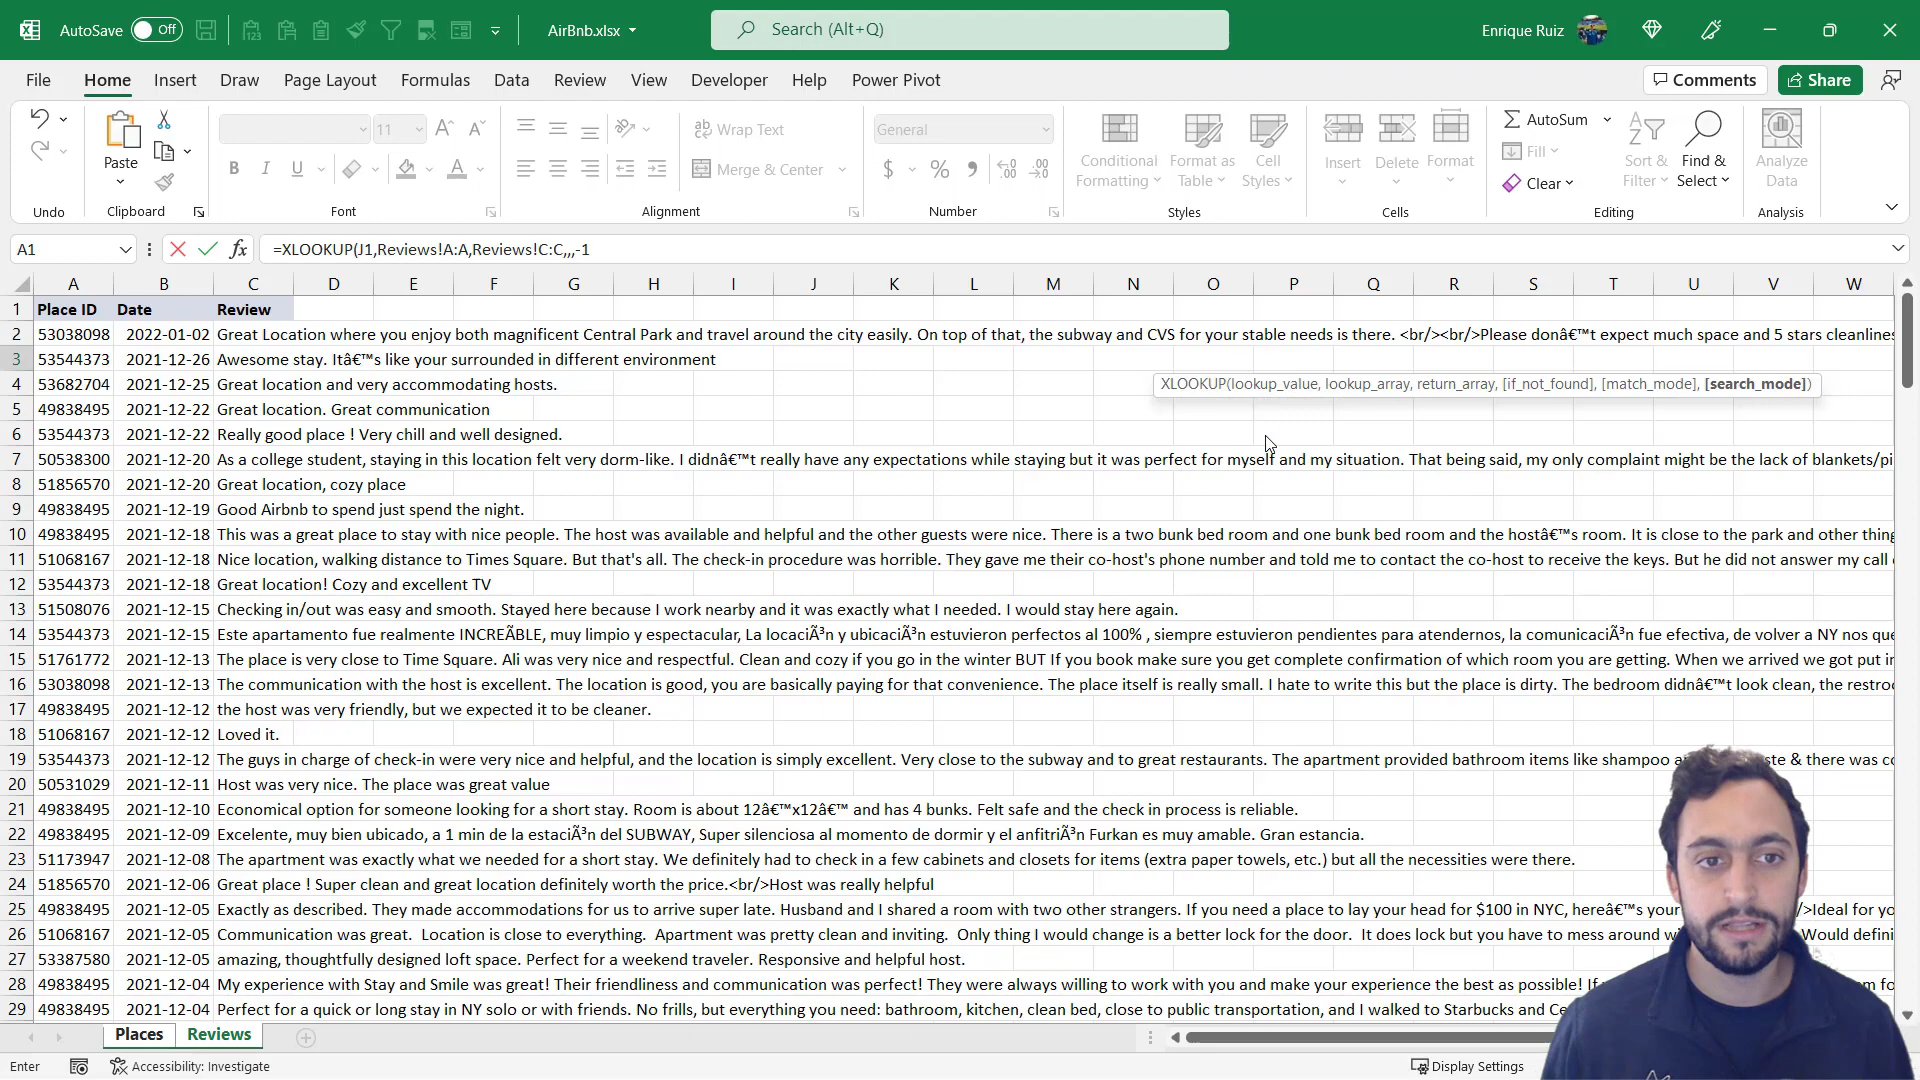 AutoSave Off AirBnb.xlsx Search (Alt+Q) Enrique Ruiz
File Home Insert Draw Page Layout Formulas Data Review View Developer Help Power Pivot Comments Share
11 ab Wrap Text General AutoSum
Paste B I U Merge & Center $ % Conditional Formatting Format as Table Cell Styles Insert Delete Format Fill Clear Sort & Filter Find & Select Analyze Data
Undo Clipboard Font Alignment Number Styles Cells Editing Analysis
A1 fx =XLOOKUP(J1,Reviews!A:A,Reviews!C:C,,,-1
A B C D E F G H I J K L M N O P Q R S T U V W
1 Place ID Date Review
2 53038098 2022-01-02 Great Location where you enjoy both magnificent Central Park and travel around the city easily. On top of that, the subway and CVS for your stable needs is there. <br/><br/>Please donâ€™t expect much space and 5 stars cleanlines
3 53544373 2021-12-26 Awesome stay. Itâ€™s like your surrounded in different environment
4 53682704 2021-12-25 Great location and very accommodating hosts.
XLOOKUP(lookup_value, lookup_array, return_array, [if_not_found], [match_mode], [search_mode])
5 49838495 2021-12-22 Great location. Great communication
6 53544373 2021-12-22 Really good place ! Very chill and well designed.
7 50538300 2021-12-20 As a college student, staying in this location felt very dorm-like. I didnâ€™t really have any expectations while staying but it was perfect for myself and my situation. That being said, my only complaint might be the lack of blankets/pi
8 51856570 2021-12-20 Great location, cozy place
9 49838495 2021-12-19 Good Airbnb to spend just spend the night.
10 49838495 2021-12-18 This was a great place to stay with nice people. The host was available and helpful and the other guests were nice. There is a two bunk bed room and one bunk bed room and the hostâ€™s room. It is close to the park and other thing
11 51068167 2021-12-18 Nice location, walking distance to Times Square. But that's all. The check-in procedure was horrible. They gave me their co-host's phone number and told me to contact the co-host to receive the keys. But he did not answer my call
12 53544373 2021-12-18 Great location! Cozy and excellent TV
13 51508076 2021-12-15 Checking in/out was easy and smooth. Stayed here because I work nearby and it was exactly what I needed. I would stay here again.
14 53544373 2021-12-15 Este apartamento fue realmente INCREÃBLE, muy limpio y espectacular, La locaciÃ³n y ubicaciÃ³n estuvieron perfectos al 100% , siempre estuvieron pendientes para atendernos, la comunicaciÃ³n fue efectiva, de volver a NY nos que
15 51761772 2021-12-13 The place is very close to Time Square. Ali was very nice and respectful. Clean and cozy if you go in the winter BUT If you book make sure you get complete confirmation of which room you are getting. When we arrived we got put in
16 53038098 2021-12-13 The communication with the host is excellent. The location is good, you are basically paying for that convenience. The place itself is really small. I hate to write this but the place is dirty. The bedroom didnâ€™t look clean, the restro
17 49838495 2021-12-12 the host was very friendly, but we expected it to be cleaner.
18 51068167 2021-12-12 Loved it.
19 53544373 2021-12-12 The guys in charge of check-in were very nice and helpful, and the location is simply excellent. Very close to the subway and to great restaurants. The apartment provided bathroom items like shampoo & there was co
20 50531029 2021-12-11 Host was very nice. The place was great value
21 49838495 2021-12-10 Economical option for someone looking for a short stay. Room is about 12â€™x12â€™ and has 4 bunks. Felt safe and the check in process is reliable.
22 49838495 2021-12-09 Excelente, muy bien ubicado, a 1 min de la estaciÃ³n del SUBWAY, Super silenciosa al momento de dormir y el anfitriÃ³n Furkan es muy amable. Gran estancia.
23 51173947 2021-12-08 The apartment was exactly what we needed for a short stay. We definitely had to check in a few cabinets and closets for items (extra paper towels, etc.) but all the necessities were there.
24 51856570 2021-12-06 Great place ! Super clean and great location definitely worth the price.<br/>Host was really helpful
25 49838495 2021-12-05 Exactly as described. They made accommodations for us to arrive super late. Husband and I shared a room with two other strangers. If you need a place to lay your head for $100 in NYC, hereâ€™s your />Ideal for yo
26 51068167 2021-12-05 Communication was great. Location is close to everything. Apartment was pretty clean and inviting. Only thing I would change is a better lock for the door. It does lock but you have to mess around Would defini
27 53387580 2021-12-05 amazing, thoughtfully designed loft space. Perfect for a weekend traveler. Responsive and helpful host.
28 49838495 2021-12-04 My experience with Stay and Smile was great! Their friendliness and communication was perfect! They were always willing to work with you and make your experience the best as possible! If
29 49838495 2021-12-04 Perfect for a quick or long stay in NY solo or with friends. No frills, but everything you need: bathroom, kitchen, clean bed, close to public transportation, and I walked to Starbucks and
Places Reviews
Enter Accessibility: Investigate Display Settings